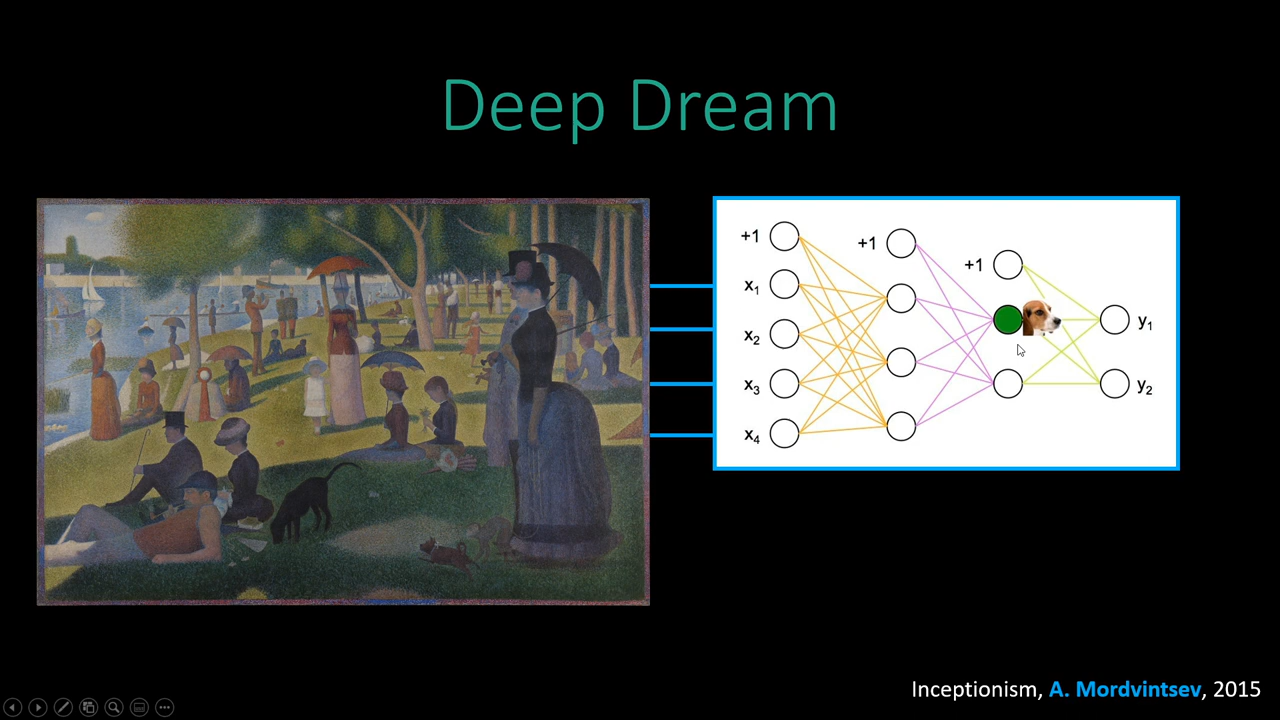 Deep Dream
+1
x1
x2
x3
x4
+1
+1
y1
y2
Inceptionism, A. Mordvintsev, 2015